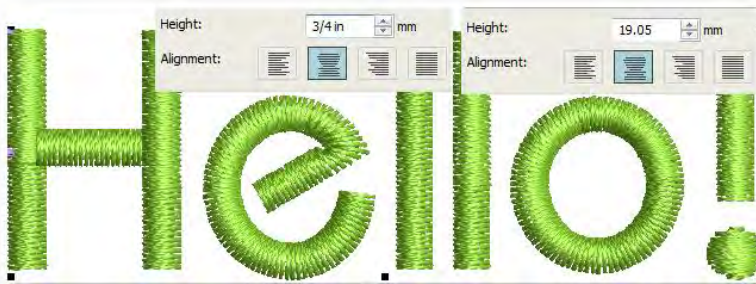 Height: 3/4 in mm
Alignment:
Height: 19.05 mm
Alignment:
Hello!